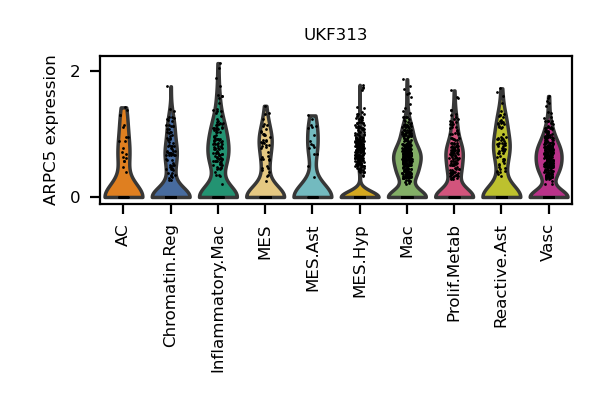 UKF313
ARPC5 expression
2
0
AC
Chromatin.Reg
Inflammatory.Mac
MES
MES.Ast
MES.Hyp
Mac
Prolif.Metab
Reactive.Ast
Vasc